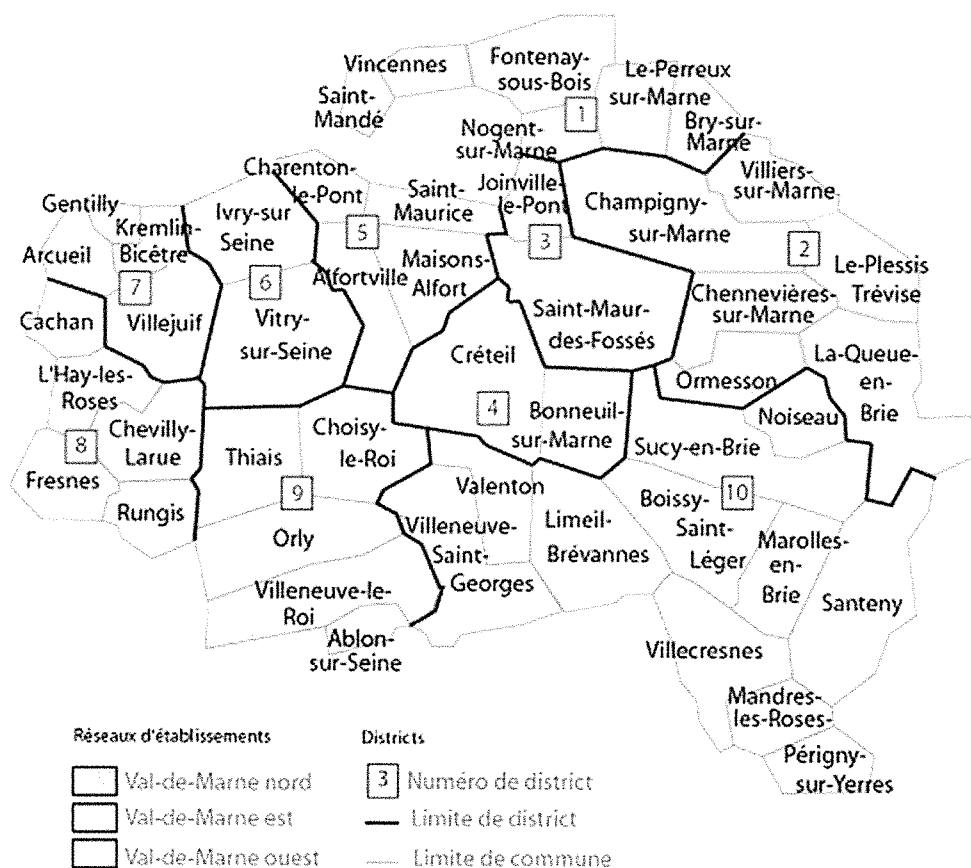 Vincennes
Fontenay-
sous-Bois
Le-Perreux
sur-Marne
Saint-
Mandé
1
Bry-sur-
Marne
Nogent-
sur-Marne
Villiers-
sur-Marne
Charenton-
le-Pont
Saint-
Maurice
Joinville-
le-Pont
Champigny-
sur-Marne
Gentilly
Kremlin-
Bicêtre
Ivry-sur
Seine
5
3
2
Arcueil
7
6
Alfortville
Maisons-
Alfort
Le-Plessis
Trévise
Chennevières-
sur-Marne
Cachan
Villejuif
Vitry-
sur-Seine
Saint-Maur-
des-Fossés
Créteil
La-Queue-
en-
Brie
L'Hay-les-
Roses
Ormesson
4
Noiseau
Bonneuil-
sur-Marne
Chevilly-
Larue
Choisy-
le-Roi
Sucy-en-Brie
8
Thiais
Fresnes
9
Valenton
10
Rungis
Boissy-
Saint-
Léger
Orly
Villeneuve-
Saint-
Georges
Limeil-
Brévannes
Marolles-
en-
Brie
Santeny
Villeneuve-le-
Roi
Ablon-
sur-Seine
Villecresnes
Mandres-
les-Roses-
Périgny-
sur-Yerres
Réseaux d'établissements
Val-de-Marne nord
Val-de-Marne est
Val-de-Marne ouest
Districts
3 Numéro de district
Limite de district
Limite de commune